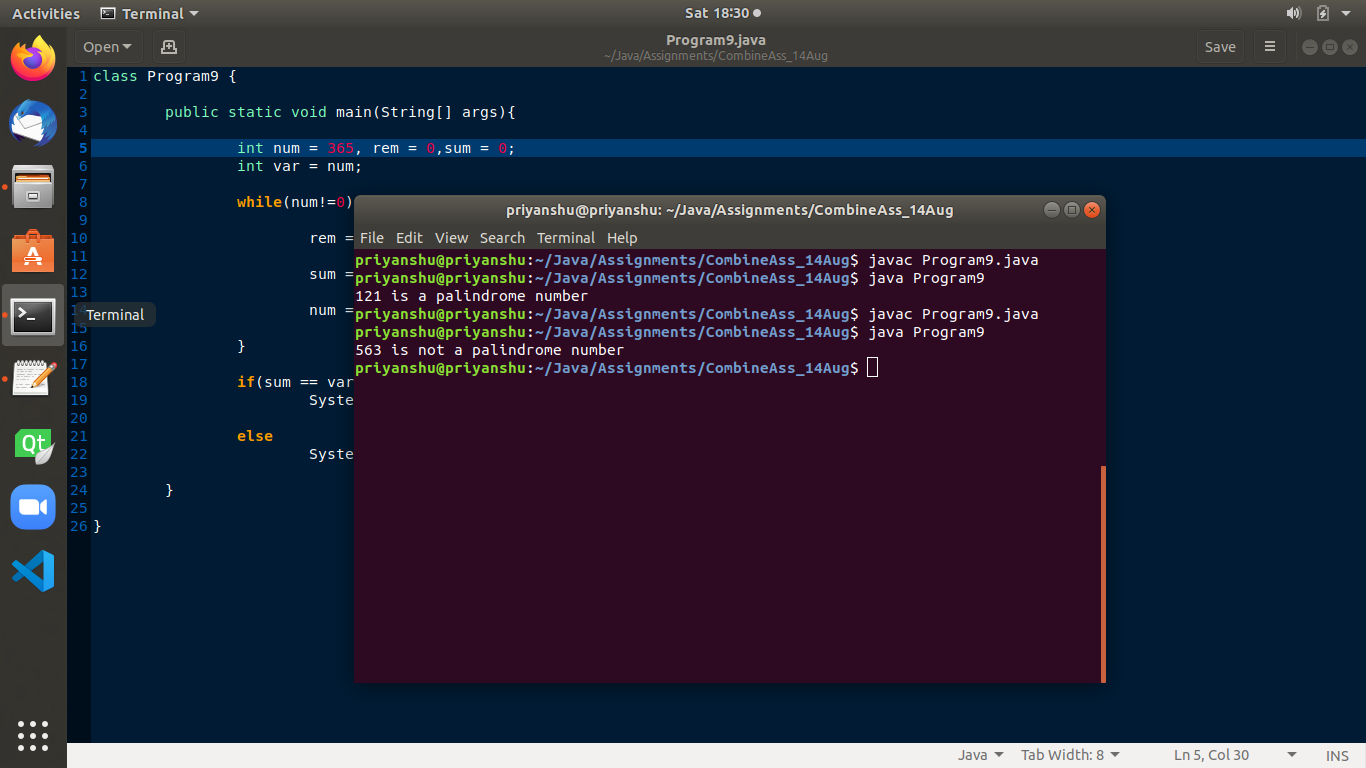 Activities Terminal Sat 18:30
Open Program9.java Save
~/Java/Assignments/CombineAss_14Aug
1 class Program9 {
2
3 public static void main(String[] args){
4
5 int num = 365, rem = 0,sum = 0;
6 int var = num;
7
8 while(num!=0)
9
10 rem =
11
12 sum =
13
14 num =
15
16 }
17
18 if(sum == var
19 Syste
20
21 else
22 Syste
23
24 }
25
26 }
Terminal
Qt
priyanshu@priyanshu: ~/Java/Assignments/CombineAss_14Aug
File Edit View Search Terminal Help
priyanshu@priyanshu:~/Java/Assignments/CombineAss_14Aug$ javac Program9.java
priyanshu@priyanshu:~/Java/Assignments/CombineAss_14Aug$ java Program9
121 is a palindrome number
priyanshu@priyanshu:~/Java/Assignments/CombineAss_14Aug$ javac Program9.java
priyanshu@priyanshu:~/Java/Assignments/CombineAss_14Aug$ java Program9
563 is not a palindrome number
priyanshu@priyanshu:~/Java/Assignments/CombineAss_14Aug$
Java Tab Width: 8 Ln 5, Col 30 INS